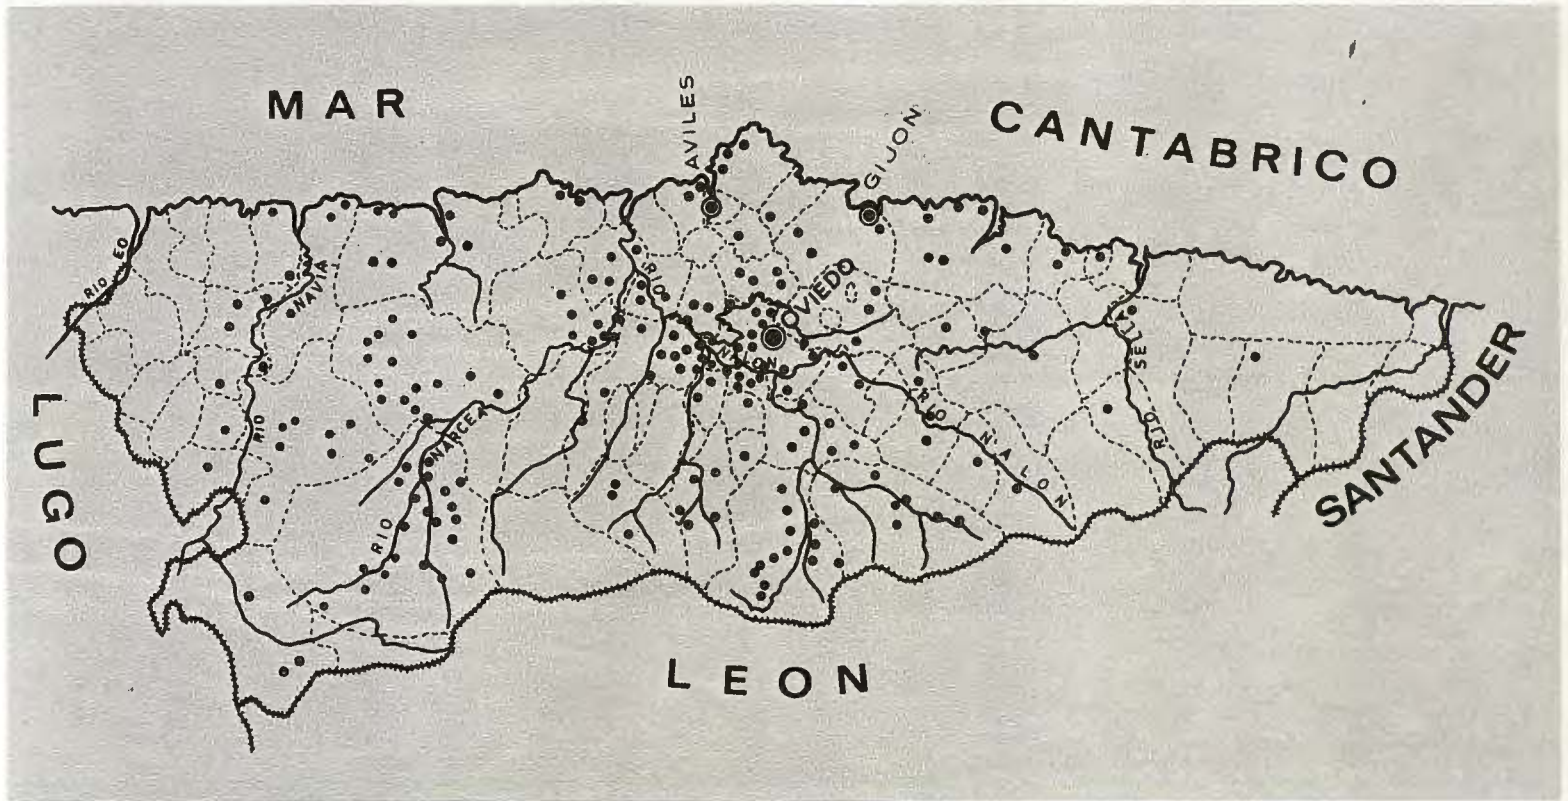 MAR
CANTABRICO
AVILES
GIJON
RIO EO
NAVIA
RIO
RIO
OVIEDO
NALON
RIO NARCEA
RIO NALON
RIO SELLA
LUGO
LEON
SANTANDER